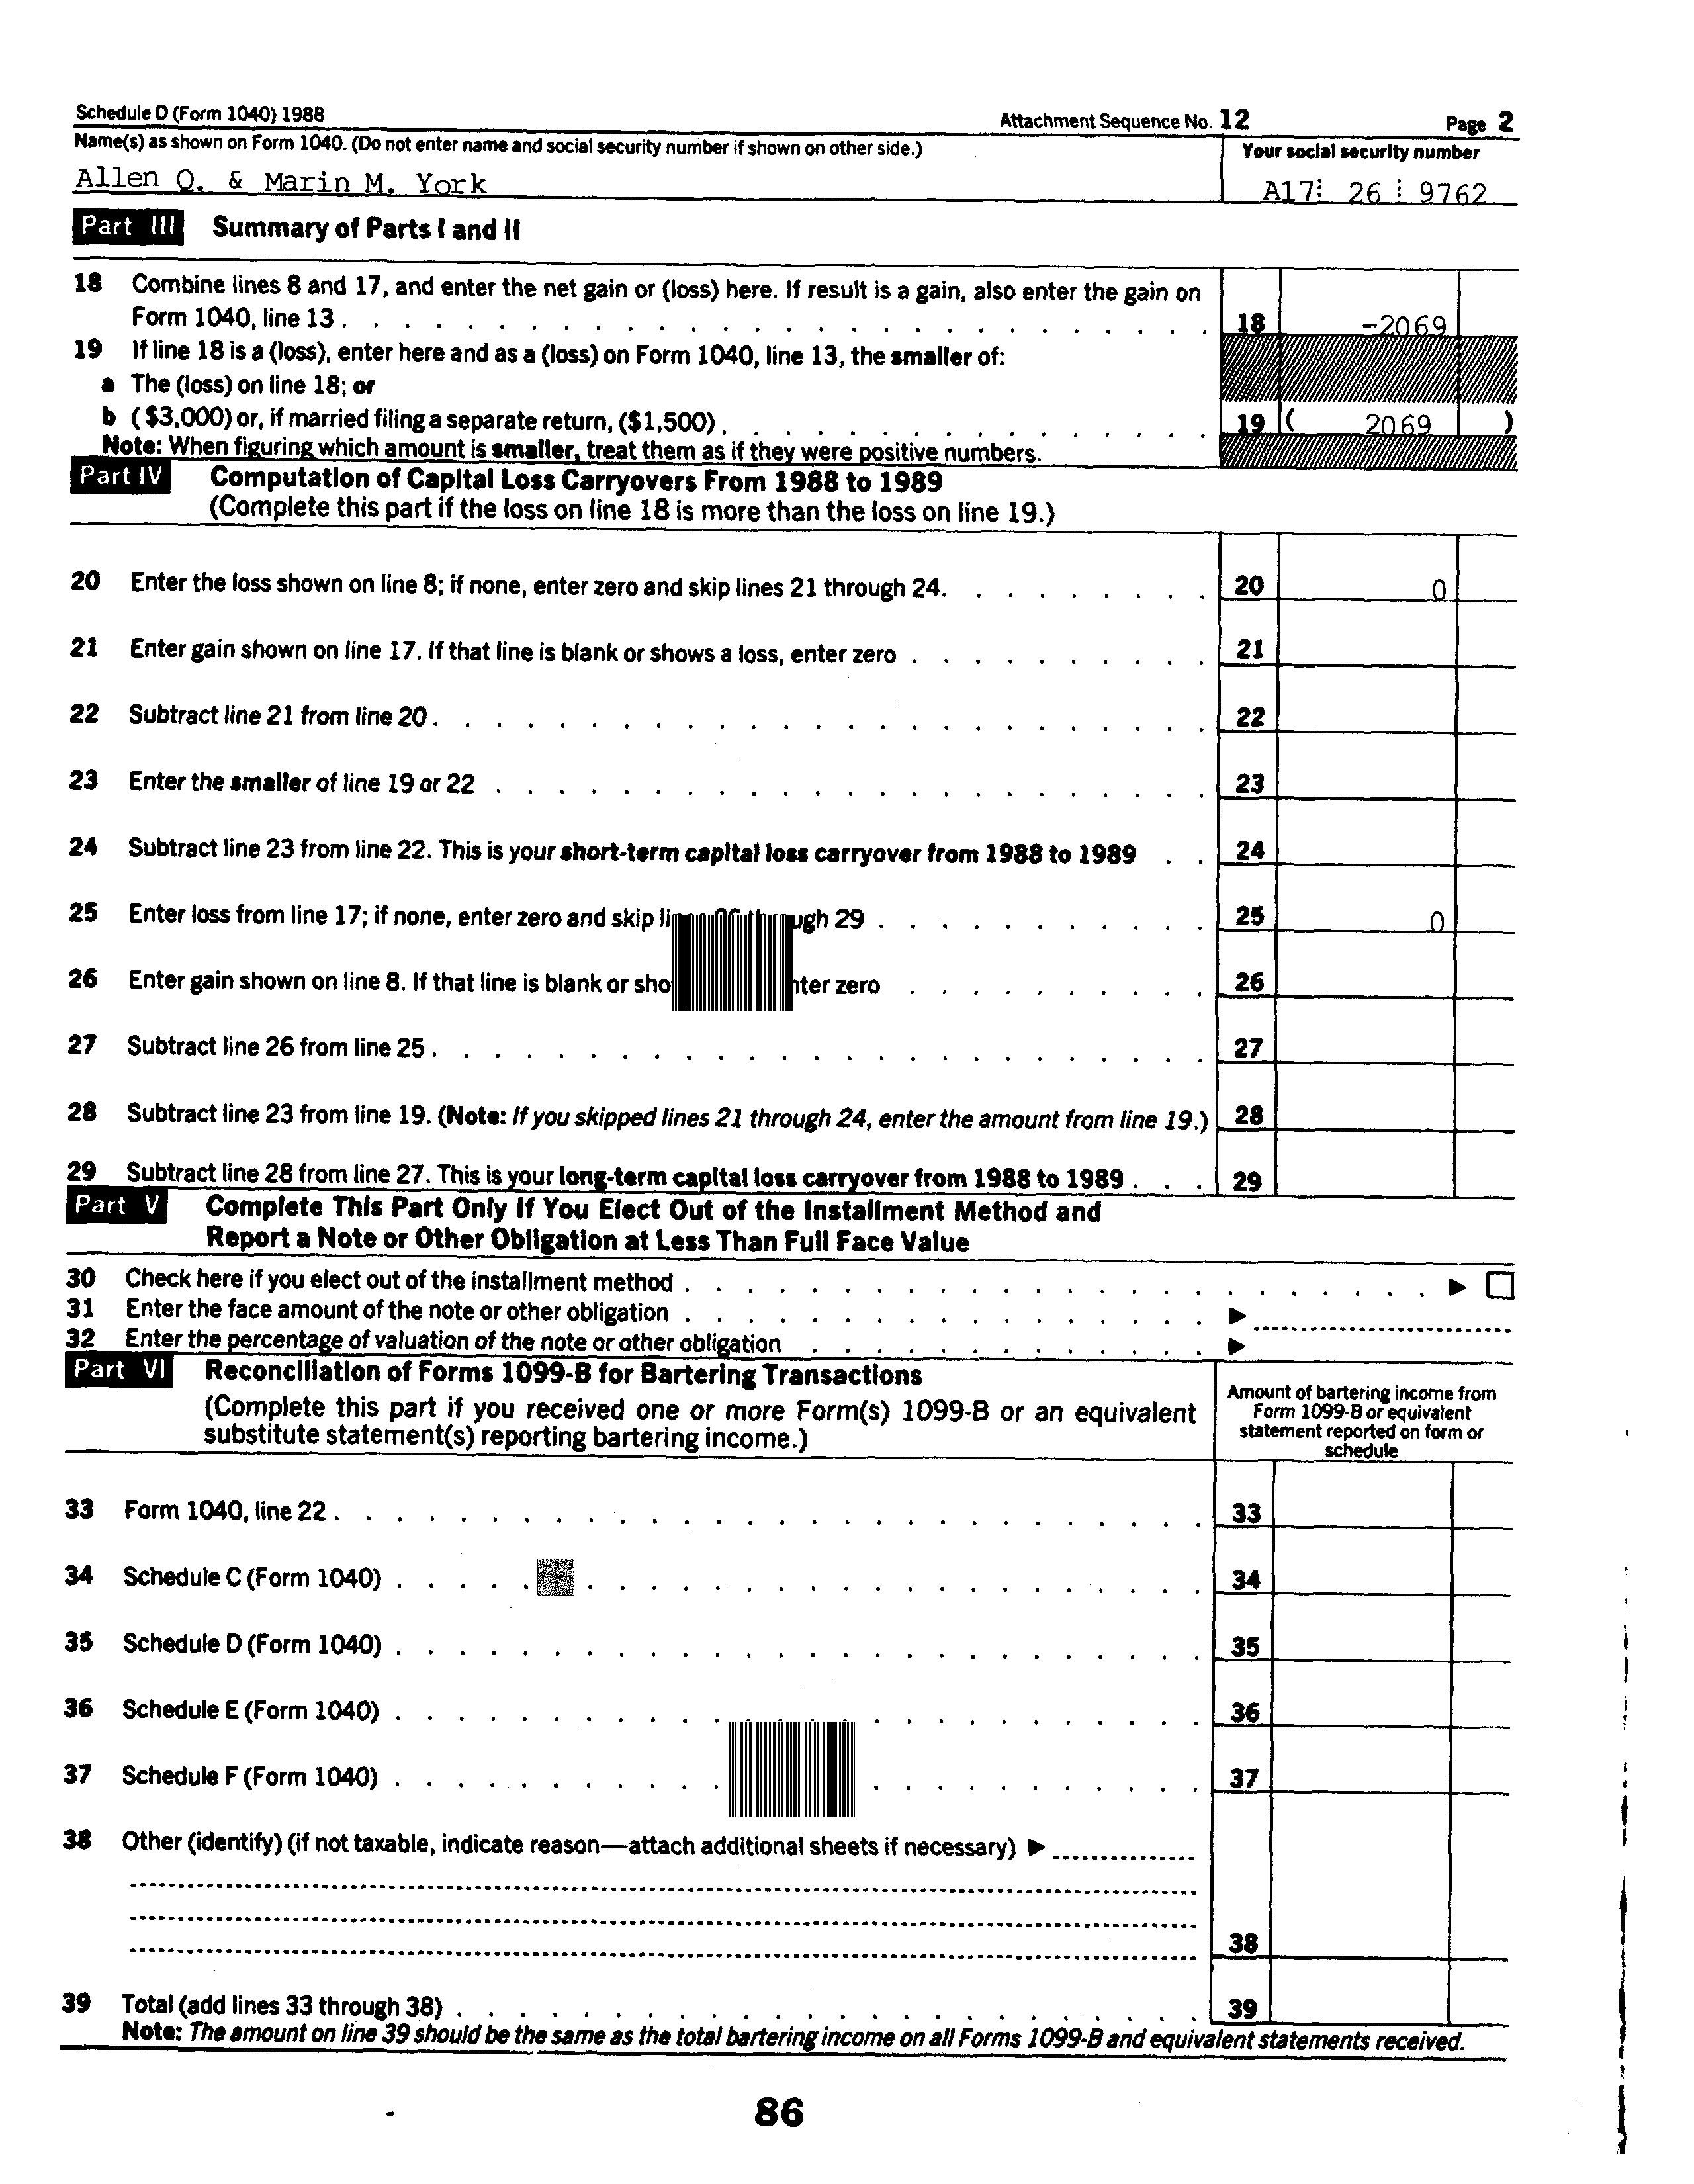 Schedule D (Form 1040) 1988 Attachment Sequence No. 12 Page 2
Name(s) as shown on Form 1040. (Do not enter name and social security number if shown on other side.) Your social security number
Allen Q. & Marin M. York A17 26 9762
Part III Summary of Parts I and II
18 Combine lines 8 and 17, and enter the net gain or (loss) here. If result is a gain, also enter the gain on
Form 1040, line 13 . . . 18 -2069
19 If line 18 is a (loss), enter here and as a (loss) on Form 1040, line 13, the smaller of:
a The (loss) on line 18; or
b ($3,000) or, if married filing a separate return, ($1,500) . . . 19 ( 2069 )
Note: When figuring which amount is smaller, treat them as if they were positive numbers.
Part IV Computation of Capital Loss Carryovers From 1988 to 1989
(Complete this part if the loss on line 18 is more than the loss on line 19.)
20 Enter the loss shown on line 8; if none, enter zero and skip lines 21 through 24. . . . 20 0
21 Enter gain shown on line 17. If that line is blank or shows a loss, enter zero . . . 21
22 Subtract line 21 from line 20 . . . 22
23 Enter the smaller of line 19 or 22 . . . 23
24 Subtract line 23 from line 22. This is your short-term capital loss carryover from 1988 to 1989 . . 24
25 Enter loss from line 17; if none, enter zero and skip ugh 29 . . . 25 0
26 Enter gain shown on line 8. If that line is blank or sho nter zero . . . 26
27 Subtract line 26 from line 25 . . . 27
28 Subtract line 23 from line 19. (Note: If you skipped lines 21 through 24, enter the amount from line 19.) 28
29 Subtract line 28 from line 27. This is your long-term capital loss carryover from 1988 to 1989 . . . 29
Part V Complete This Part Only If You Elect Out of the Installment Method and
Report a Note or Other Obligation at Less Than Full Face Value
30 Check here if you elect out of the installment method . . . ▶ ☐
31 Enter the face amount of the note or other obligation . . . ▶
32 Enter the percentage of valuation of the note or other obligation . . . ▶
Part VI Reconciliation of Forms 1099-B for Bartering Transactions
(Complete this part if you received one or more Form(s) 1099-B or an equivalent
substitute statement(s) reporting bartering income.)
Amount of bartering income from
Form 1099-B or equivalent
statement reported on form or
schedule
33 Form 1040, line 22 . . . 33
34 Schedule C (Form 1040) . . . 34
35 Schedule D (Form 1040) . . . 35
36 Schedule E (Form 1040) . . . 36
37 Schedule F (Form 1040) . . . 37
38 Other (identify) (if not taxable, indicate reason—attach additional sheets if necessary) ▶
38
39 Total (add lines 33 through 38) . . . 39
Note: The amount on line 39 should be the same as the total bartering income on all Forms 1099-B and equivalent statements received.
86